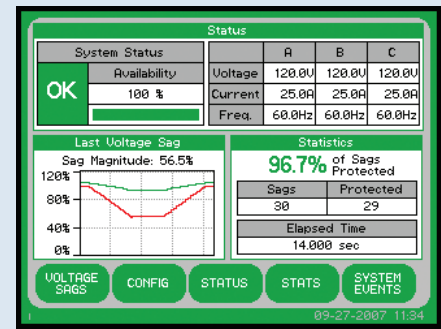 Status
System Status
OK
Availability
100 %
A B C
Voltage 120.0V 120.0V 120.0V
Current 25.0A 25.0A 25.0A
Freq. 60.0Hz 60.0Hz 60.0Hz
Last Voltage Sag
Sag Magnitude: 56.5%
120%
80%
40%
0%
Statistics
96.7% of Sags Protected
Sags Protected
30 29
Elapsed Time
14.000 sec
VOLTAGE SAGS
CONFIG
STATUS
STATS
SYSTEM EVENTS
09-27-2007 11:34